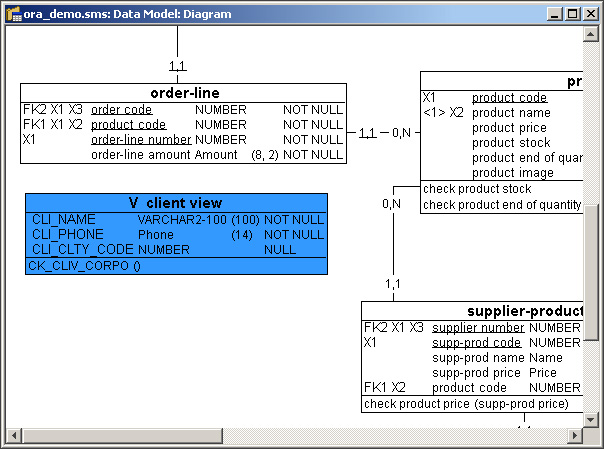 ora_demo.sms: Data Model: Diagram
1,1
order-line
FK2 X1 X3 order code NUMBER NOT NULL
FK1 X1 X2 product code NUMBER NOT NULL
X1 order-line number NUMBER NOT NULL
order-line amount Amount (8, 2) NOT NULL
1,1
0,N
pr
X1 product code
<1> X2 product name
product price
product stock
product end of quan
product image
check product stock
check product end of quantity
V_client view
CLI_NAME VARCHAR2-100 (100) NOT NULL
CLI_PHONE Phone (14) NOT NULL
CLI_CLTY_CODE NUMBER NULL
CK_CLIV_CORPO ()
0,N
1,1
supplier-product
FK2 X1 X3 supplier number NUMBER
X1 supp-prod code NUMBER
supp-prod name Name
supp-prod price Price
FK1 X2 product code NUMBER
check product price (supp-prod price)